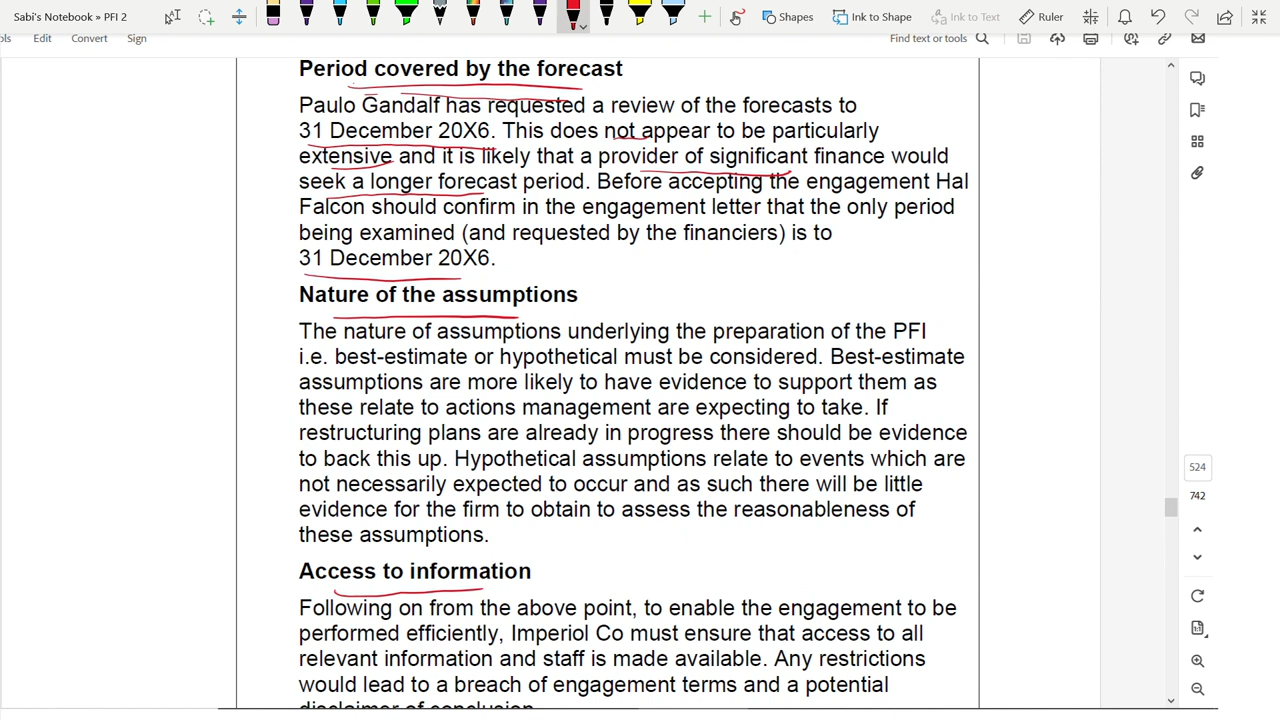 Sabi's Notebook » PFI 2
Shapes
Ink to Shape
Ink to Text
Ruler
ols Edit Convert Sign
Find text or tools
Period covered by the forecast
Paulo Gandalf has requested a review of the forecasts to
31 December 20X6. This does not appear to be particularly
extensive and it is likely that a provider of significant finance would
seek a longer forecast period. Before accepting the engagement Hal
Falcon should confirm in the engagement letter that the only period
being examined (and requested by the financiers) is to
31 December 20X6.
Nature of the assumptions
The nature of assumptions underlying the preparation of the PFI
i.e. best-estimate or hypothetical must be considered. Best-estimate
assumptions are more likely to have evidence to support them as
these relate to actions management are expecting to take. If
restructuring plans are already in progress there should be evidence
to back this up. Hypothetical assumptions relate to events which are
not necessarily expected to occur and as such there will be little
evidence for the firm to obtain to assess the reasonableness of
these assumptions.
Access to information
Following on from the above point, to enable the engagement to be
performed efficiently, Imperiol Co must ensure that access to all
relevant information and staff is made available. Any restrictions
would lead to a breach of engagement terms and a potential
disclaimer of conclusion.
524
742